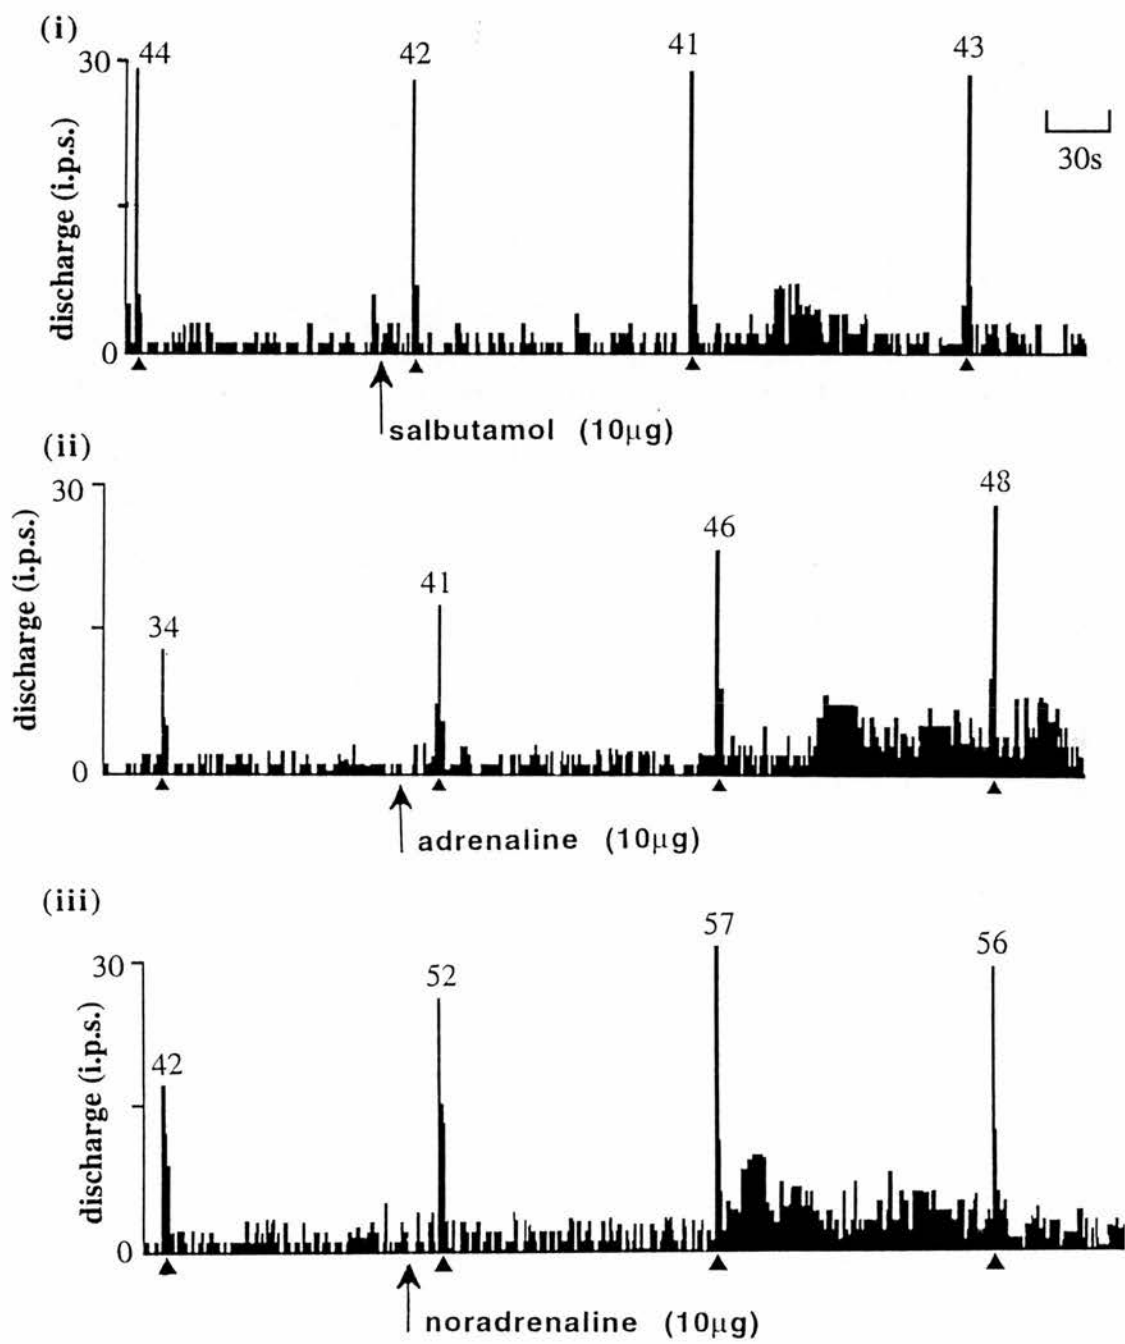 (i)
44
42
41
43
30
0
discharge (i.p.s.)
30s
salbutamol (10µg)
(ii)
30
0
discharge (i.p.s.)
34
41
46
48
adrenaline (10µg)
(iii)
30
0
discharge (i.p.s.)
42
52
57
56
noradrenaline (10µg)